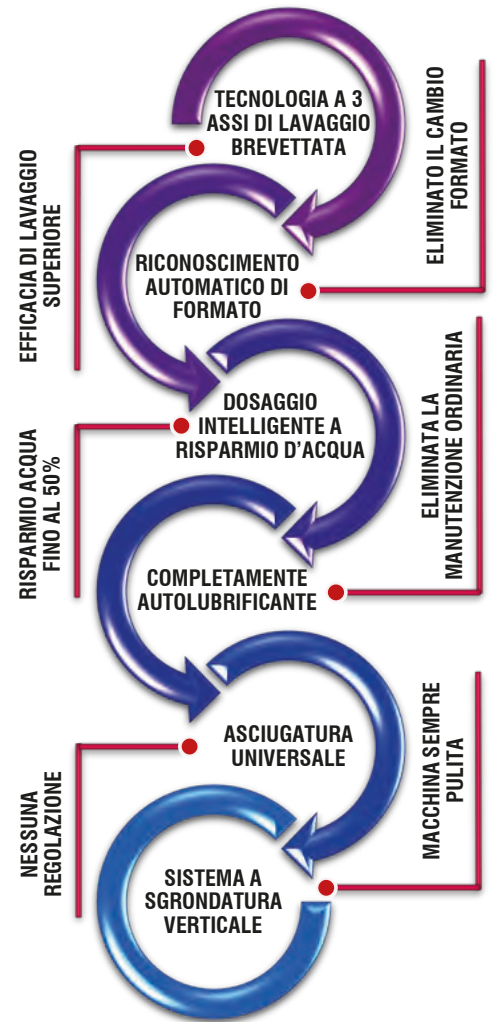 TECNOLOGIA A 3
ASSI DI LAVAGGIO
BREVETTATA
EFFICACIA DI LAVAGGIO
SUPERIORE
RICONOSCIMENTO
AUTOMATICO DI
FORMATO
ELIMINATO IL CAMBIO
FORMATO
DOSAGGIO
INTELLIGENTE A
RISPARMIO D'ACQUA
RISPARMIO ACQUA
FINO AL 50%
COMPLETAMENTE
AUTOLUBRIFICANTE
ELIMINATA LA
MANUTENZIONE ORDINARIA
ASCIUGATURA
UNIVERSALE
NESSUNA
REGOLAZIONE
SISTEMA A
SGRONDATURA
VERTICALE
MACCHINA SEMPRE
PULITA